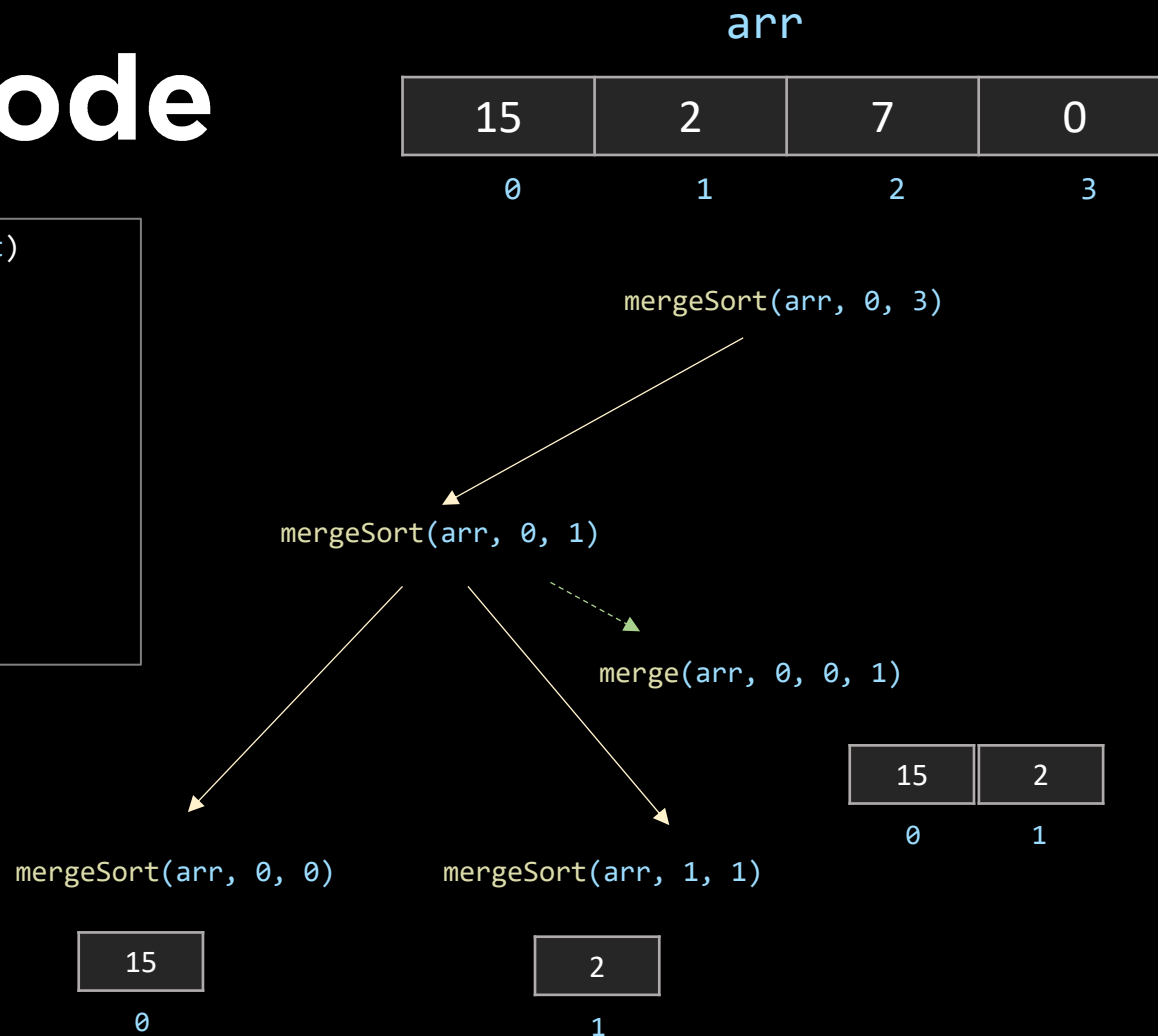 ode
arr
15 2 7 0
0 1 2 3
)
mergeSort(arr, 0, 3)
mergeSort(arr, 0, 1)
merge(arr, 0, 0, 1)
15 2
0 1
mergeSort(arr, 0, 0) mergeSort(arr, 1, 1)
15 2
0 1